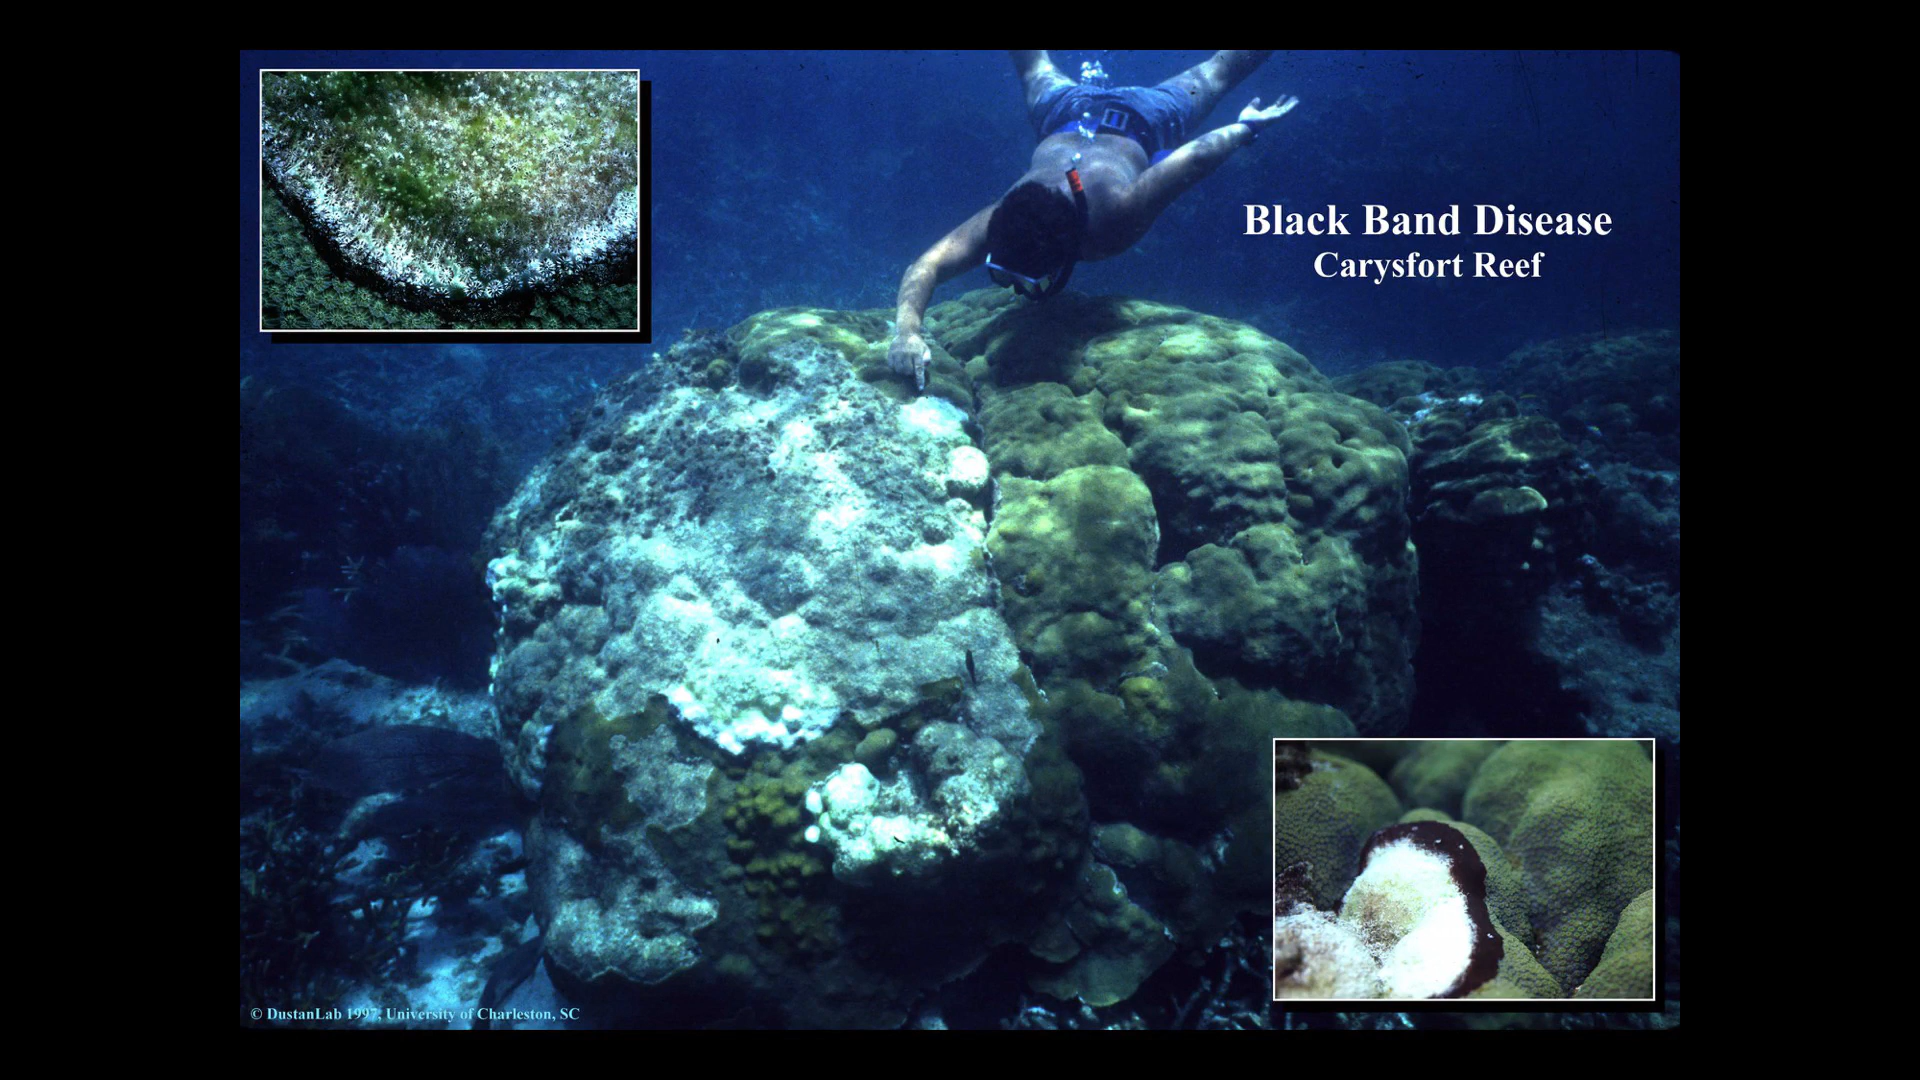 Black Band Disease
Carysfort Reef
© DustanLab 1997, University of Charleston, SC